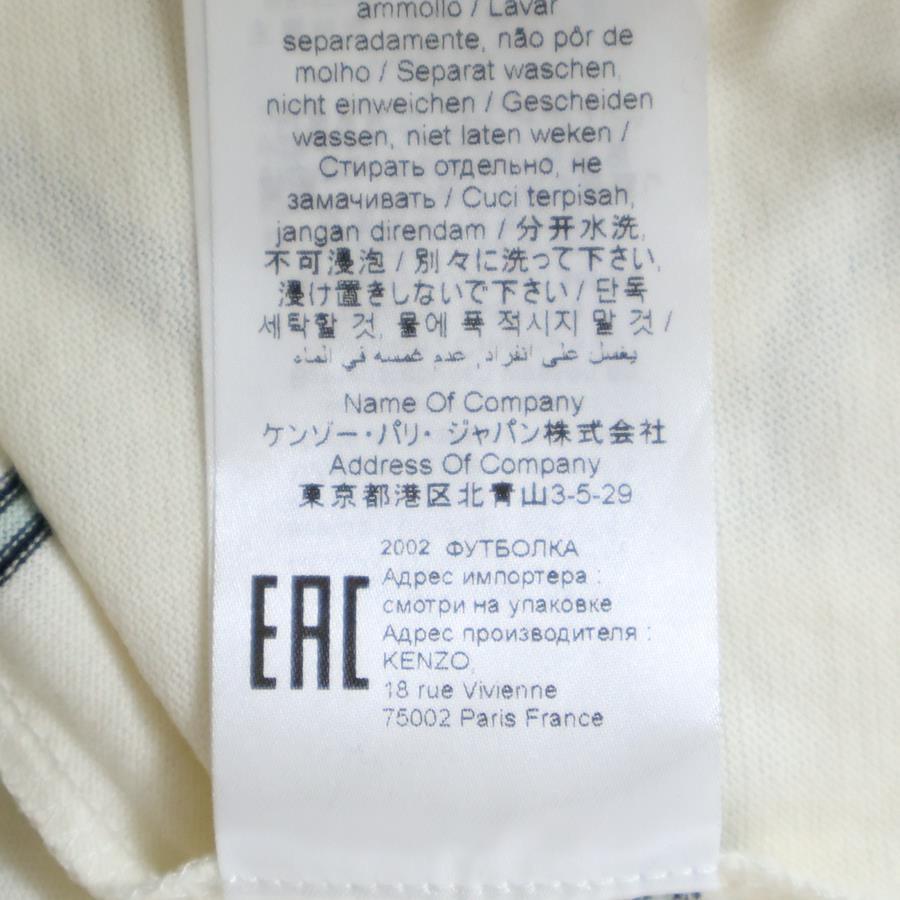 ammollo / Lavar
separadamente, não pôr de
molho / Separat waschen,
nicht einweichen / Gescheiden
wassen, niet laten weken /
Стирать отдельно, не
замачивать / Cuci terpisah,
jangan direndam / 分开水洗,
不可浸泡 / 別々に洗って下さい,
浸け置きしないで下さい / 단독
세탁할 것, 물에 푹 적시지 말 것 /
يغسل على انفراد, عدم غمسه في الماء
Name Of Company
ケンゾー・パリ・ジャパン株式会社
Address Of Company
東京都港区北青山3-5-29
2002 ФУТБОЛКА
EAC Адрес импортера :
смотри на упаковке
Адрес производителя :
KENZO,
18 rue Vivienne
75002 Paris France